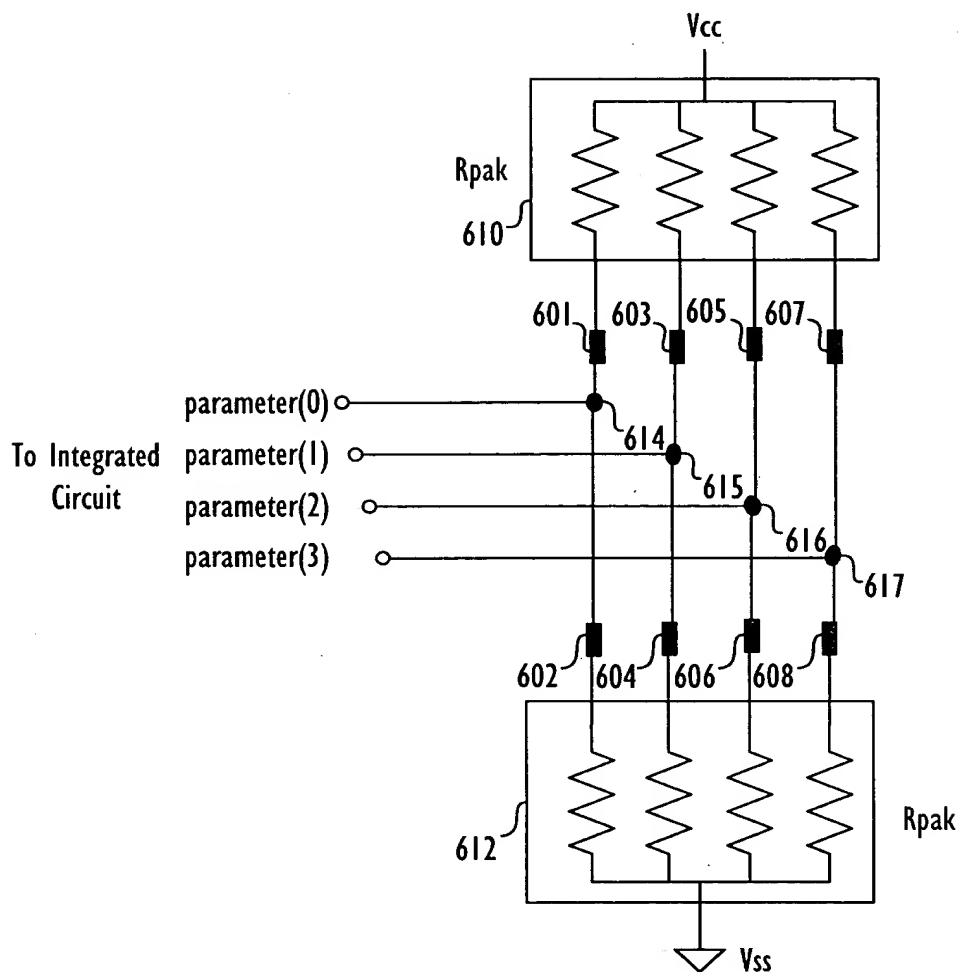 Vcc
Rpak
610
601
603
605
607
parameter(0)
614
To Integrated
Circuit
parameter(1)
615
parameter(2)
616
parameter(3)
617
602
604
606
608
612
Rpak
Vss